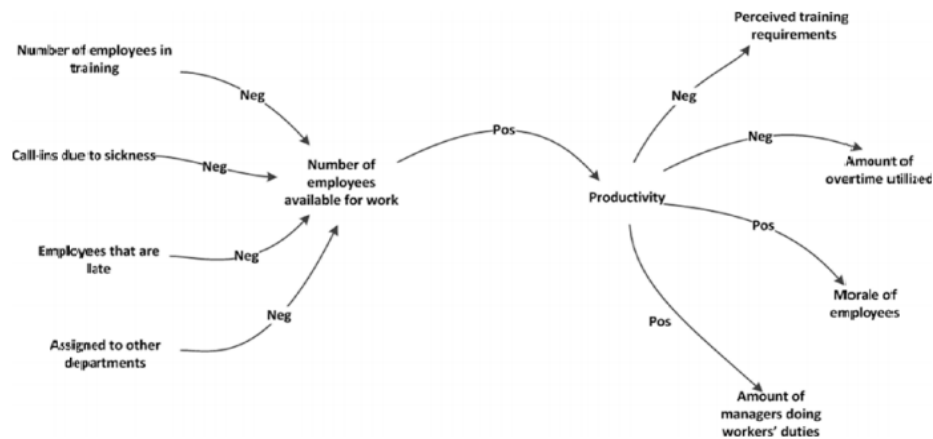 Number of employees in
training
Neg
Call-ins due to sickness
Neg
Employees that are
late
Neg
Assigned to other
departments
Neg
Number of
employees
available for work
Pos
Productivity
Neg
Perceived training
requirements
Neg
Amount of
overtime utilized
Pos
Morale of
employees
Pos
Amount of
managers doing
workers' duties